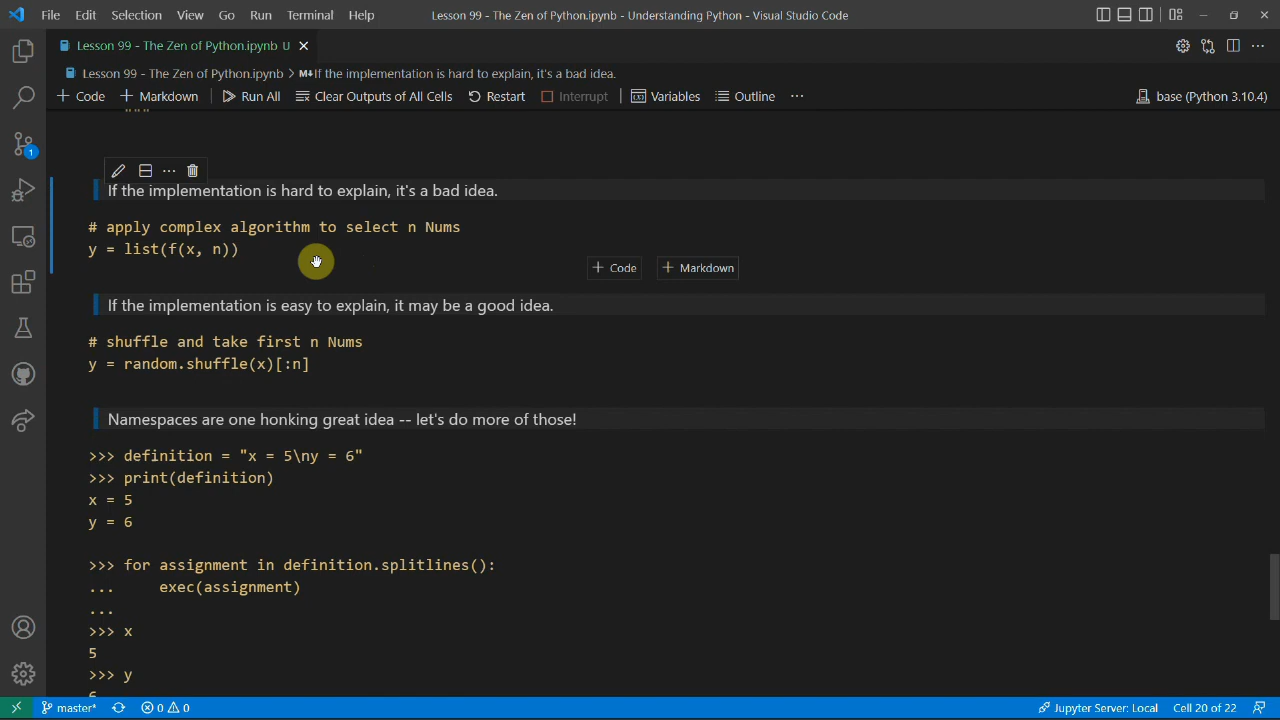 File Edit Selection View Go Run Terminal Help Lesson 99 - The Zen of Python.ipynb - Understanding Python - Visual Studio Code
Lesson 99 - The Zen of Python.ipynb U
Lesson 99 - The Zen of Python.ipynb > M↓If the implementation is hard to explain, it's a bad idea.
+ Code + Markdown Run All Clear Outputs of All Cells Restart Interrupt Variables Outline ... base (Python 3.10.4)
"""
If the implementation is hard to explain, it's a bad idea.
# apply complex algorithm to select n Nums
y = list(f(x, n))
+ Code + Markdown
If the implementation is easy to explain, it may be a good idea.
# shuffle and take first n Nums
y = random.shuffle(x)[:n]
Namespaces are one honking great idea -- let's do more of those!
>>> definition = "x = 5\ny = 6"
>>> print(definition)
x = 5
y = 6
>>> for assignment in definition.splitlines():
...     exec(assignment)
...
>>> x
5
>>> y
6
1
master* 0 0 Jupyter Server: Local Cell 20 of 22